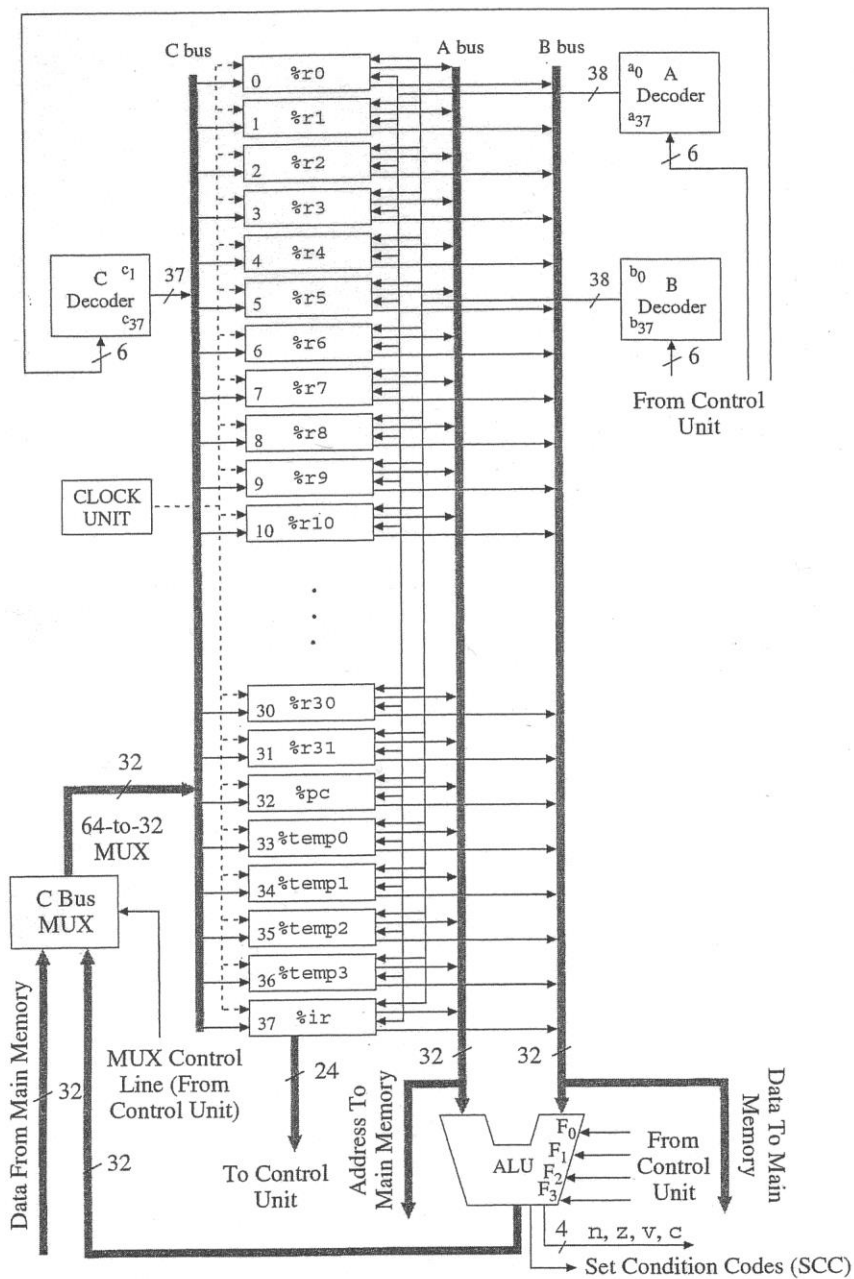 C bus
A bus
B bus
0 %r0
1 %r1
2 %r2
3 %r3
4 %r4
5 %r5
6 %r6
7 %r7
8 %r8
9 %r9
10 %r10
30 %r30
31 %r31
32 %pc
33 %temp0
34 %temp1
35 %temp2
36 %temp3
37 %ir
38
a0 A
Decoder
a37
6
38
b0 B
Decoder
b37
6
From Control
Unit
C c1
Decoder
c37
37
6
CLOCK
UNIT
32
64-to-32
MUX
C Bus
MUX
MUX Control
Line (From
Control Unit)
Data From Main Memory
32
32
24
To Control
Unit
32
32
Address To
Main Memory
Data To Main
Memory
ALU
F0
F1
F2
F3
From
Control
Unit
4
n, z, v, c
Set Condition Codes (SCC)